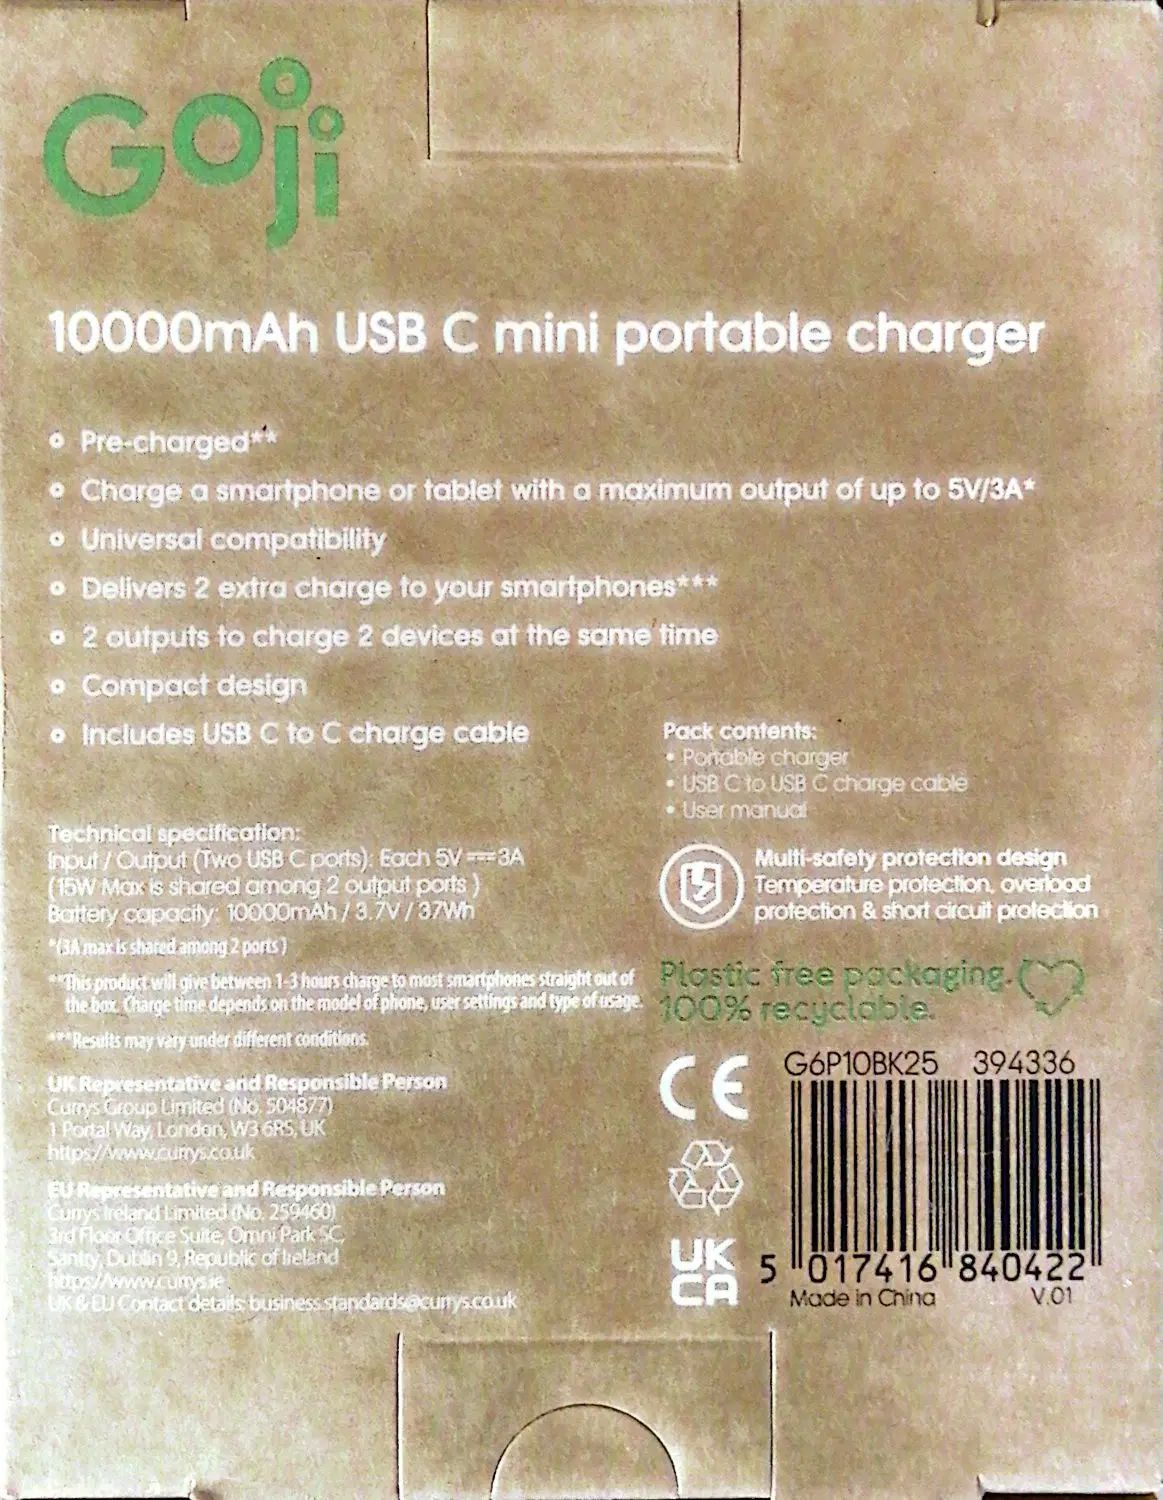 Goji
10000mAh USB C mini portable charger
Pre-charged**
Charge a smartphone or tablet with a maximum output of up to 5V/3A*
Universal compatibility
Delivers 2 extra charge to your smartphones***
2 outputs to charge 2 devices at the same time
Compact design
Includes USB C to C charge cable
Pack contents:
• Portable charger
• USB C to USB C charge cable
• User manual
Technical specification:
Input / Output (Two USB C ports): Each 5V⎓3A
(15W Max is shared among 2 output ports )
Battery capacity: 10000mAh / 3.7V / 37Wh
*(3A max is shared among 2 ports )
**This product will give between 1-3 hours charge to most smartphones straight out of
the box. Charge time depends on the model of phone, user settings and type of usage.
***Results may vary under different conditions.
Multi-safety protection design
Temperature protection, overload
protection & short circuit protection
Plastic free packaging.
100% recyclable.
UK Representative and Responsible Person
Currys Group Limited (No. 504877)
1 Portal Way, London, W3 6RS, UK
https://www.currys.co.uk
EU Representative and Responsible Person
Currys Ireland Limited (No. 259460)
3rd Floor Office Suite, Omni Park SC,
Santry, Dublin 9, Republic of Ireland
https://www.currys.ie
UK & EU Contact details: business.standards@currys.co.uk
CE
UK
CA
G6P10BK25 394336
5 017416 840422
Made in China V.01